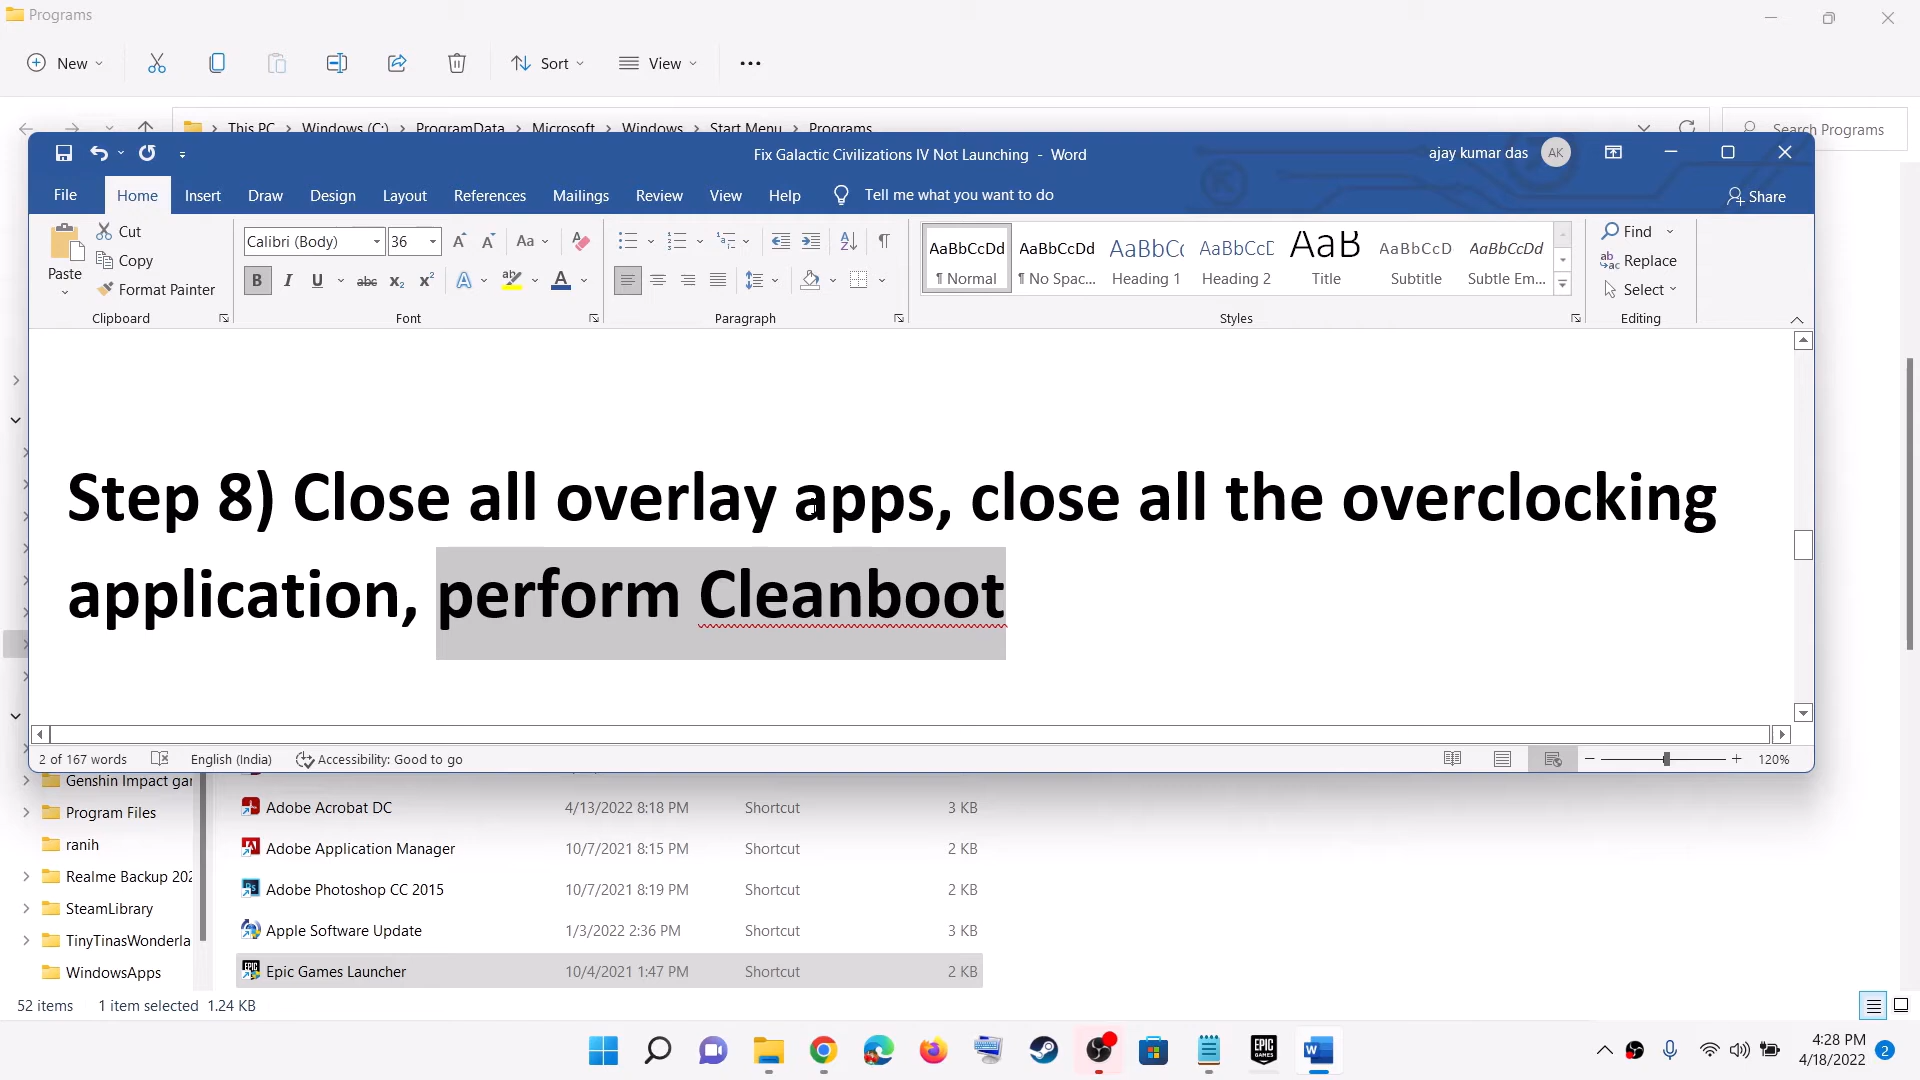 Programs
New
Sort
View
This PC > Windows (C:) > ProgramData > Microsoft > Windows > Start Menu > Programs
Search Programs
Fix Galactic Civilizations IV Not Launching - Word
ajay kumar das
AK
File Home Insert Draw Design Layout References Mailings Review View Help Tell me what you want to do
Share
Paste
Cut
Copy
Format Painter
Clipboard
Calibri (Body)
36
Font
Paragraph
AaBbCcDd AaBbCcDd AaBbC AaBbCcD AaB AaBbCcD AaBbCcDd
¶ Normal ¶ No Spac... Heading 1 Heading 2 Title Subtitle Subtle Em...
Styles
Find
Replace
Select
Editing
Step 8) Close all overlay apps, close all the overclocking
application, perform Cleanboot
2 of 167 words English (India) Accessibility: Good to go
120%
Genshin Impact gar
Program Files
ranih
Realme Backup 202
SteamLibrary
TinyTinasWonderla
WindowsApps
Adobe Acrobat DC 4/13/2022 8:18 PM Shortcut 3 KB
Adobe Application Manager 10/7/2021 8:15 PM Shortcut 2 KB
Adobe Photoshop CC 2015 10/7/2021 8:19 PM Shortcut 2 KB
Apple Software Update 1/3/2022 2:36 PM Shortcut 3 KB
Epic Games Launcher 10/4/2021 1:47 PM Shortcut 2 KB
52 items 1 item selected 1.24 KB
EPIC
GAMES
4:28 PM
4/18/2022
2